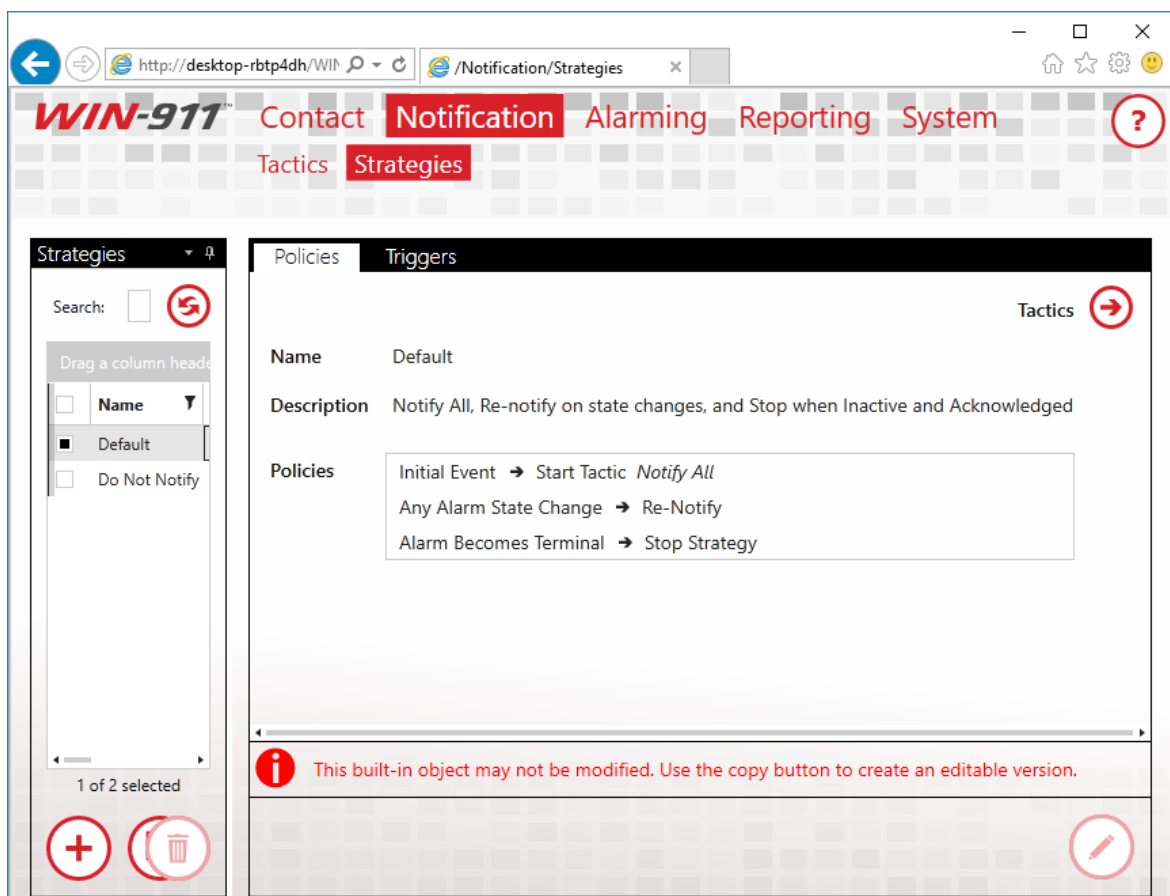 http://desktop-rbtp4dh/WIN
/Notification/Strategies
WIN-911™
Contact Notification Alarming Reporting System
?
Tactics Strategies
Strategies
Search:
Drag a column heade
Name
Default
Do Not Notify
1 of 2 selected
Policies Triggers
Tactics
Name Default
Description Notify All, Re-notify on state changes, and Stop when Inactive and Acknowledged
Policies
Initial Event → Start Tactic Notify All
Any Alarm State Change → Re-Notify
Alarm Becomes Terminal → Stop Strategy
This built-in object may not be modified. Use the copy button to create an editable version.